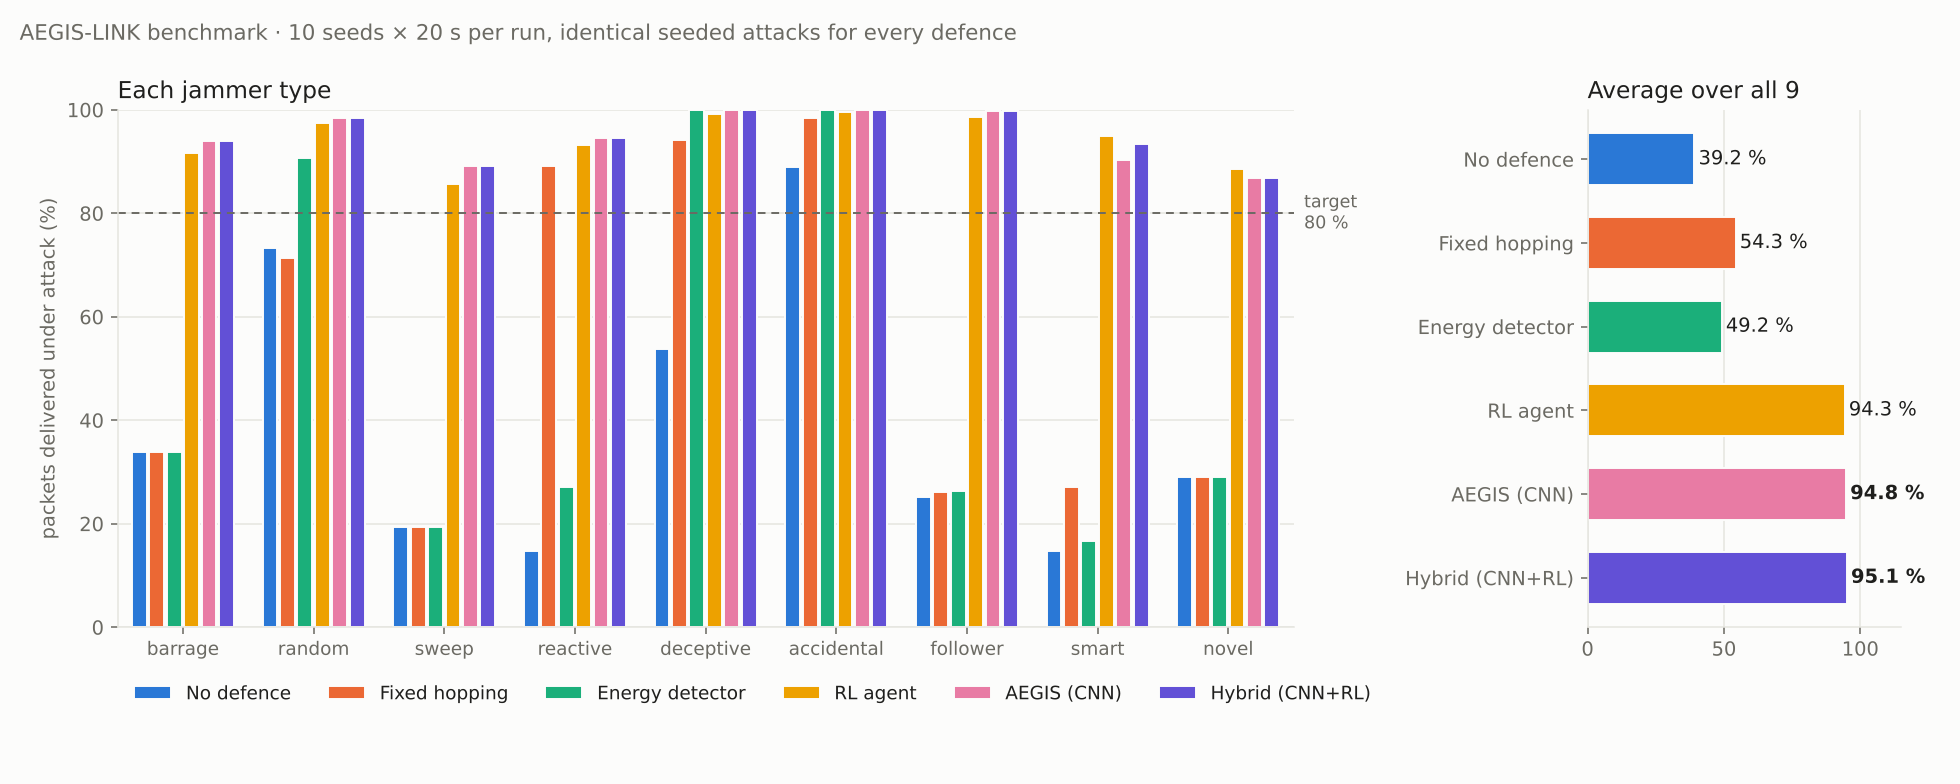 AEGIS-LINK benchmark · 10 seeds × 20 s per run, identical seeded attacks for every defence
Each jammer type
packets delivered under attack (%)
100
80
60
40
20
0
target
80 %
barrage random sweep reactive deceptive accidental follower smart novel
No defence Fixed hopping Energy detector RL agent AEGIS (CNN) Hybrid (CNN+RL)
Average over all 9
No defence 39.2 %
Fixed hopping 54.3 %
Energy detector 49.2 %
RL agent 94.3 %
AEGIS (CNN) 94.8 %
Hybrid (CNN+RL) 95.1 %
0 50 100